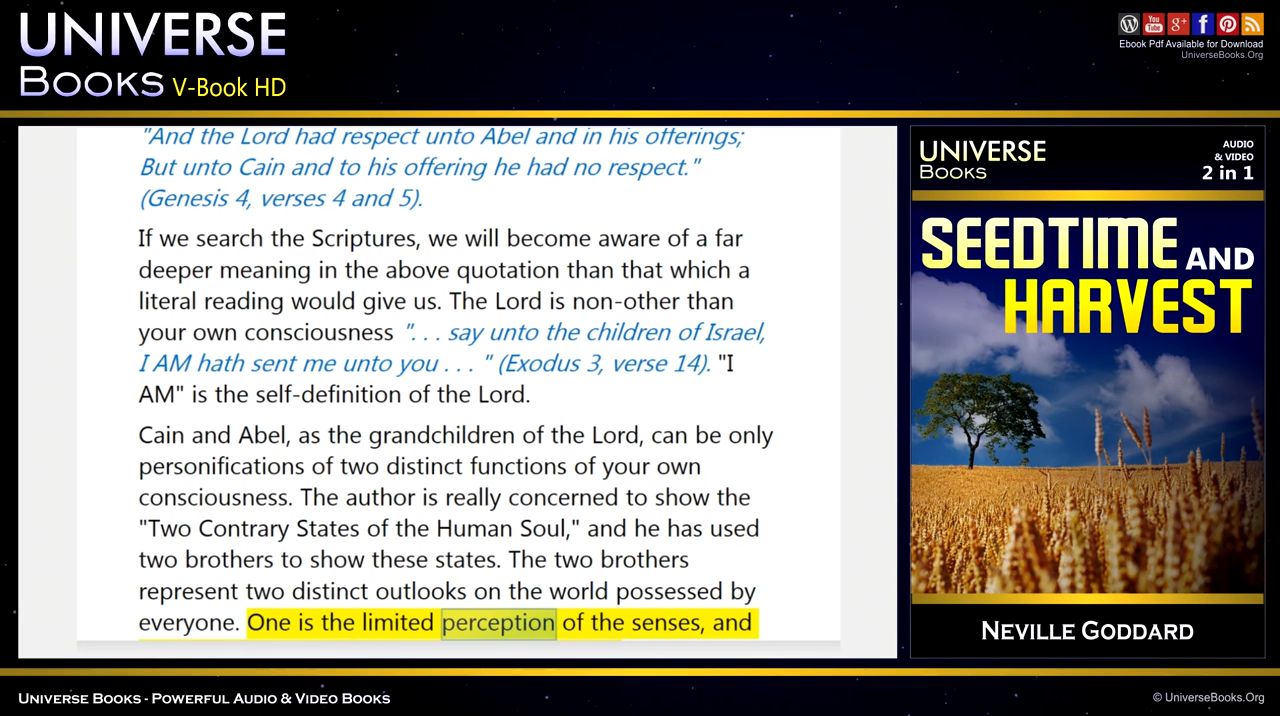 UNIVERSE
BOOKS V-Book HD
You
Tube
g+
f
Ebook Pdf Available for Download
UniverseBooks.Org
"And the Lord had respect unto Abel and in his offerings;
But unto Cain and to his offering he had no respect."
(Genesis 4, verses 4 and 5).
If we search the Scriptures, we will become aware of a far
deeper meaning in the above quotation than that which a
literal reading would give us. The Lord is non-other than
your own consciousness ". . . say unto the children of Israel,
I AM hath sent me unto you . . . " (Exodus 3, verse 14). "I
AM" is the self-definition of the Lord.
Cain and Abel, as the grandchildren of the Lord, can be only
personifications of two distinct functions of your own
consciousness. The author is really concerned to show the
"Two Contrary States of the Human Soul," and he has used
two brothers to show these states. The two brothers
represent two distinct outlooks on the world possessed by
everyone. One is the limited perception of the senses, and
UNIVERSE
BOOKS
AUDIO
& VIDEO
2 in 1
SEEDTIME AND
HARVEST
NEVILLE GODDARD
UNIVERSE BOOKS - POWERFUL AUDIO & VIDEO BOOKS
© UniverseBooks.Org